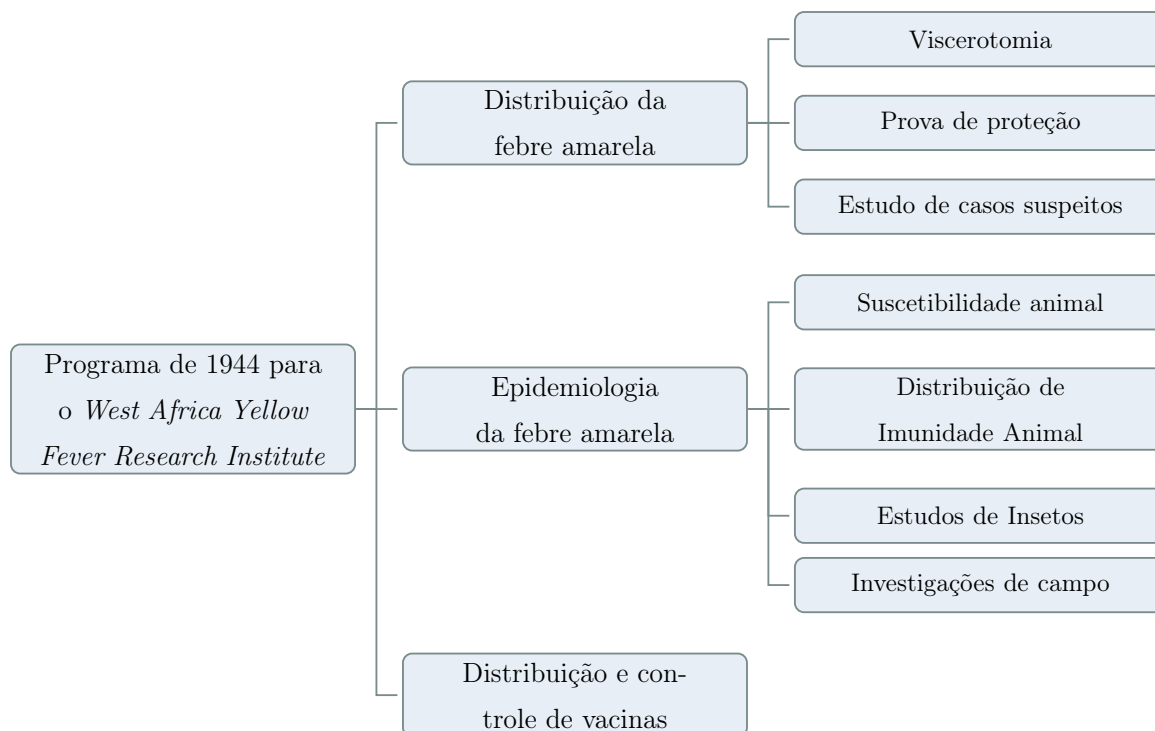 Programa de 1944 para
o West Africa Yellow
Fever Research Institute
Distribuição da
febre amarela
Viscerotomia
Prova de proteção
Estudo de casos suspeitos
Epidemiologia
da febre amarela
Suscetibilidade animal
Distribuição de
Imunidade Animal
Estudos de Insetos
Investigações de campo
Distribuição e con-
trole de vacinas